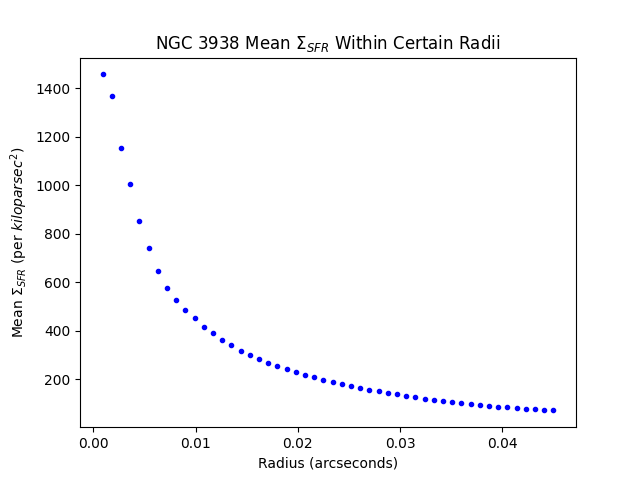 NGC 3938 Mean Σ_SFR Within Certain Radii
1400
1200
1000
800
600
400
200
Mean Σ_SFR (per kiloparsec²)
0.00 0.01 0.02 0.03 0.04
Radius (arcseconds)